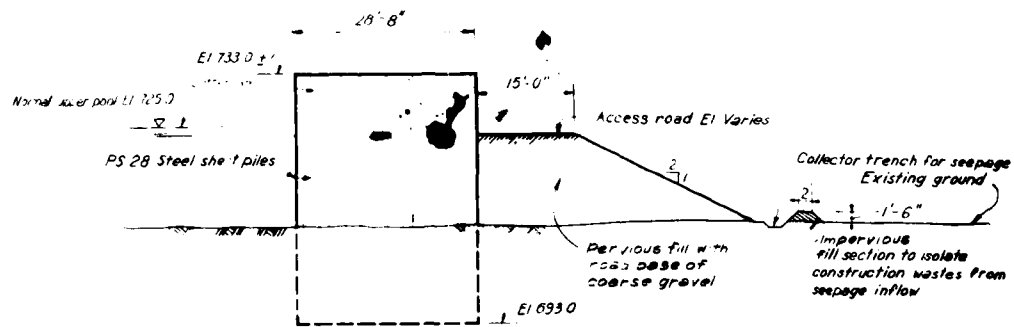 28'-8"
El 733.0 ±
15'-0"
Normal pool El 725.0
Access road El Varies
PS 28 Steel piles
2
1
Collector trench for seepage
Existing ground
2'
1'-6"
Pervious fill with
road base of
coarse gravel
Impervious
fill section to isolate
construction wastes from
seepage inflow
El 693.0